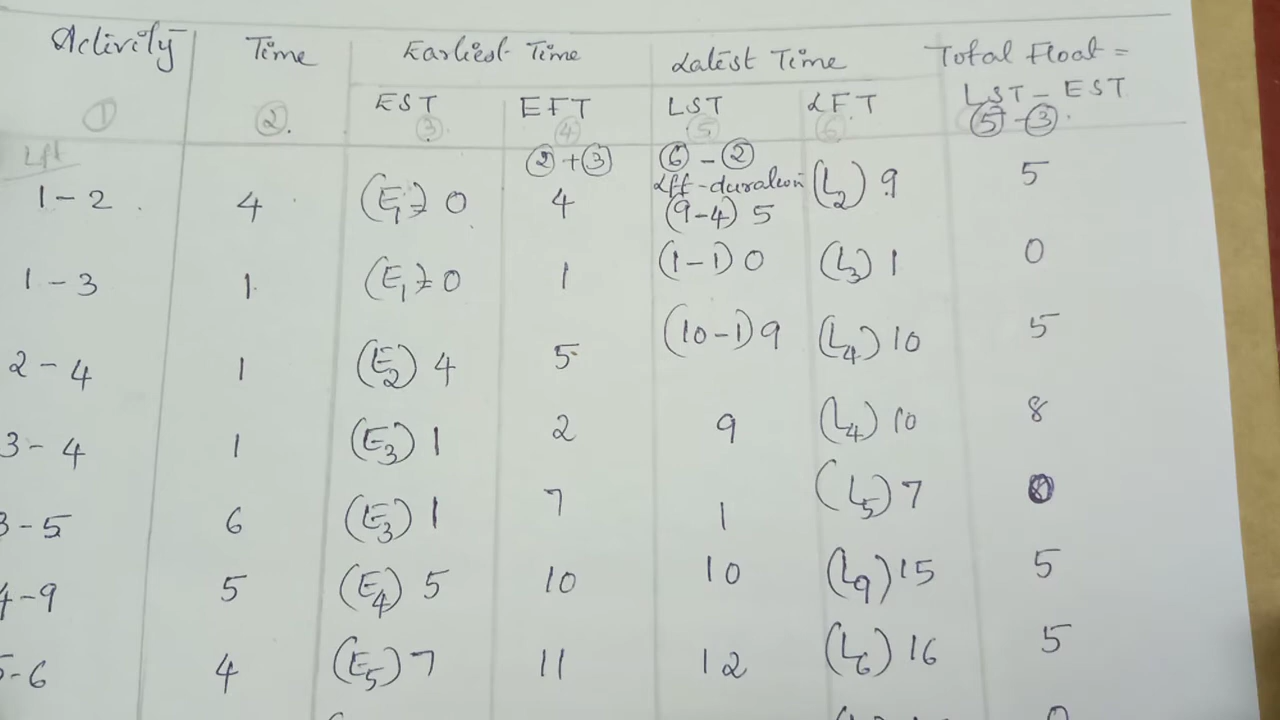 Activity Time Earliest Time Latest Time Total Float =
EST EFT LST LFT LST - EST
① ② ③ ④ ⑤ ⑥ ⑤-③
②+③ ⑥-②
Lft Lft-duration
1-2 4 (E1)=0 4 (9-4) 5 (L2) 9 5
1-3 1 (E1)=0 1 (1-1) 0 (L3) 1 0
2-4 1 (E2) 4 5 (10-1) 9 (L4) 10 5
3-4 1 (E3) 1 2 9 (L4) 10 8
3-5 6 (E3) 1 7 1 (L5) 7
4-9 5 (E4) 5 10 10 (L9) 15 5
5-6 4 (E5) 7 11 12 (L6) 16 5